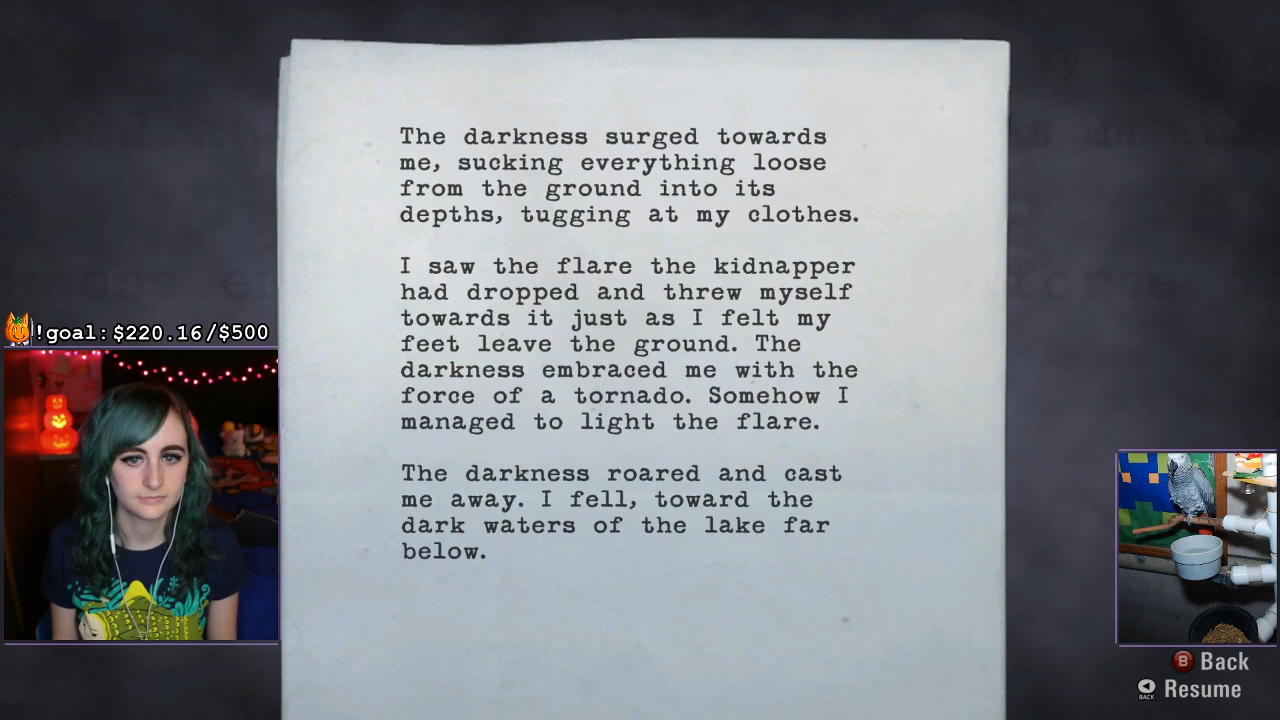 The darkness surged towards
me, sucking everything loose
from the ground into its
depths, tugging at my clothes.
I saw the flare the kidnapper
had dropped and threw myself
towards it just as I felt my
feet leave the ground. The
darkness embraced me with the
force of a tornado. Somehow I
managed to light the flare.
The darkness roared and cast
me away. I fell, toward the
dark waters of the lake far
below.
!goal: $220.16/$500
B Back
BACK Resume